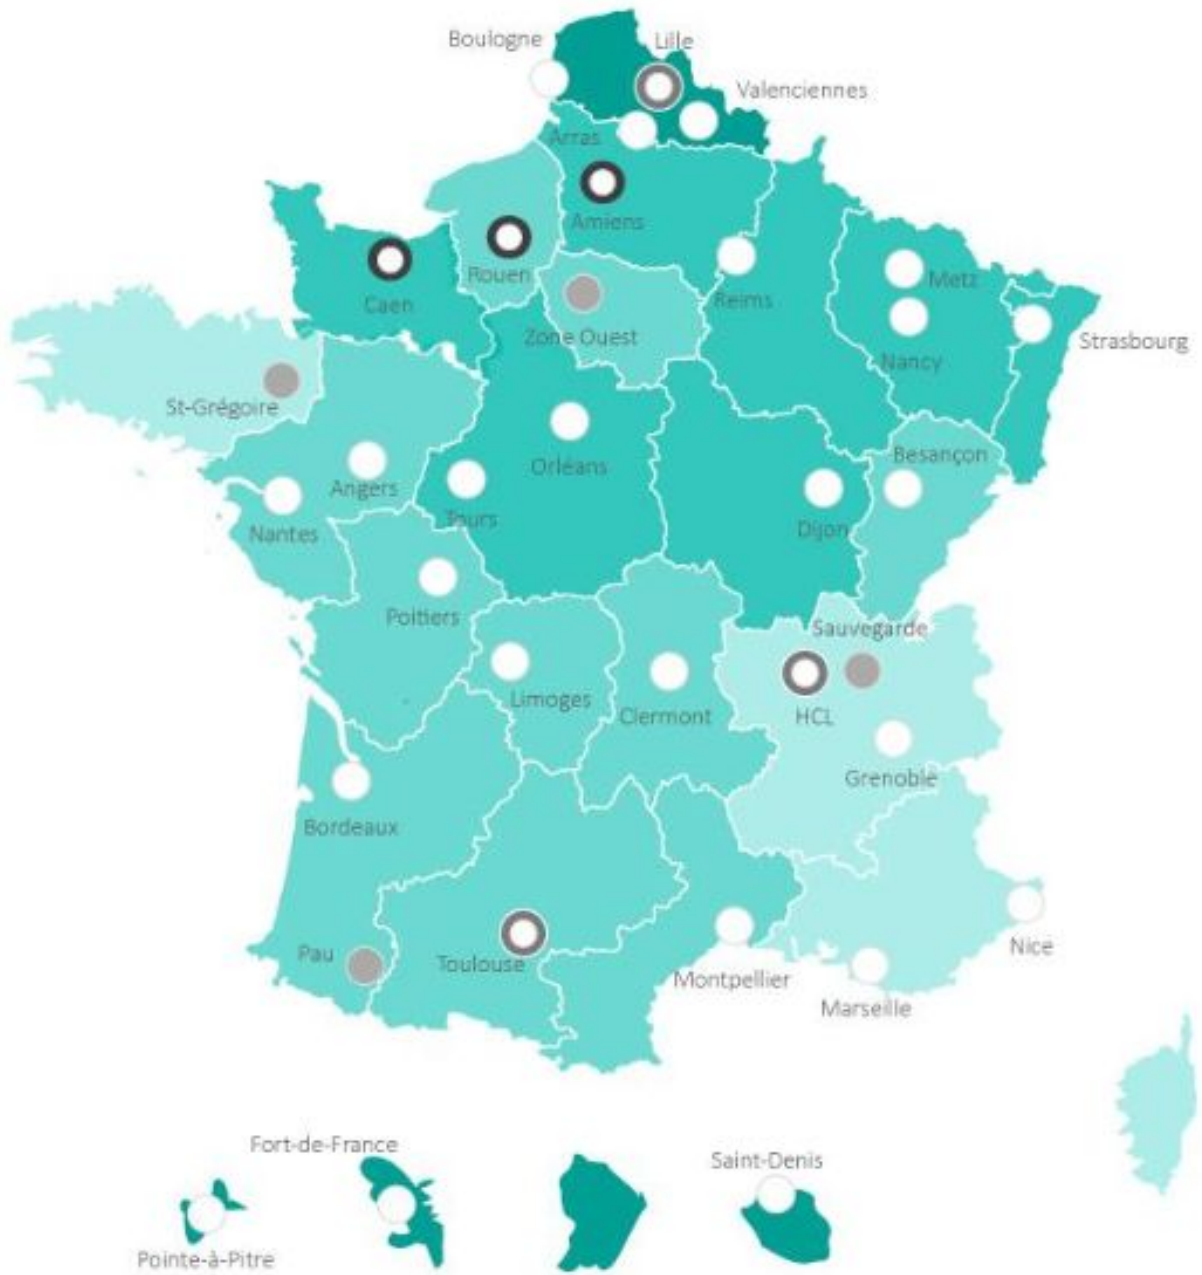 Boulogne
Lille
Valenciennes
Arras
Amiens
Rouen
Caen
Reims
Metz
Zone Ouest
Strasbourg
Nancy
St-Grégoire
Besançon
Orléans
Angers
Tours
Dijon
Nantes
Poitiers
Sauvegarde
Limoges
Clermont
HCL
Grenoble
Bordeaux
Pau
Toulouse
Nice
Montpellier
Marseille
Fort-de-France
Saint-Denis
Pointe-à-Pitre